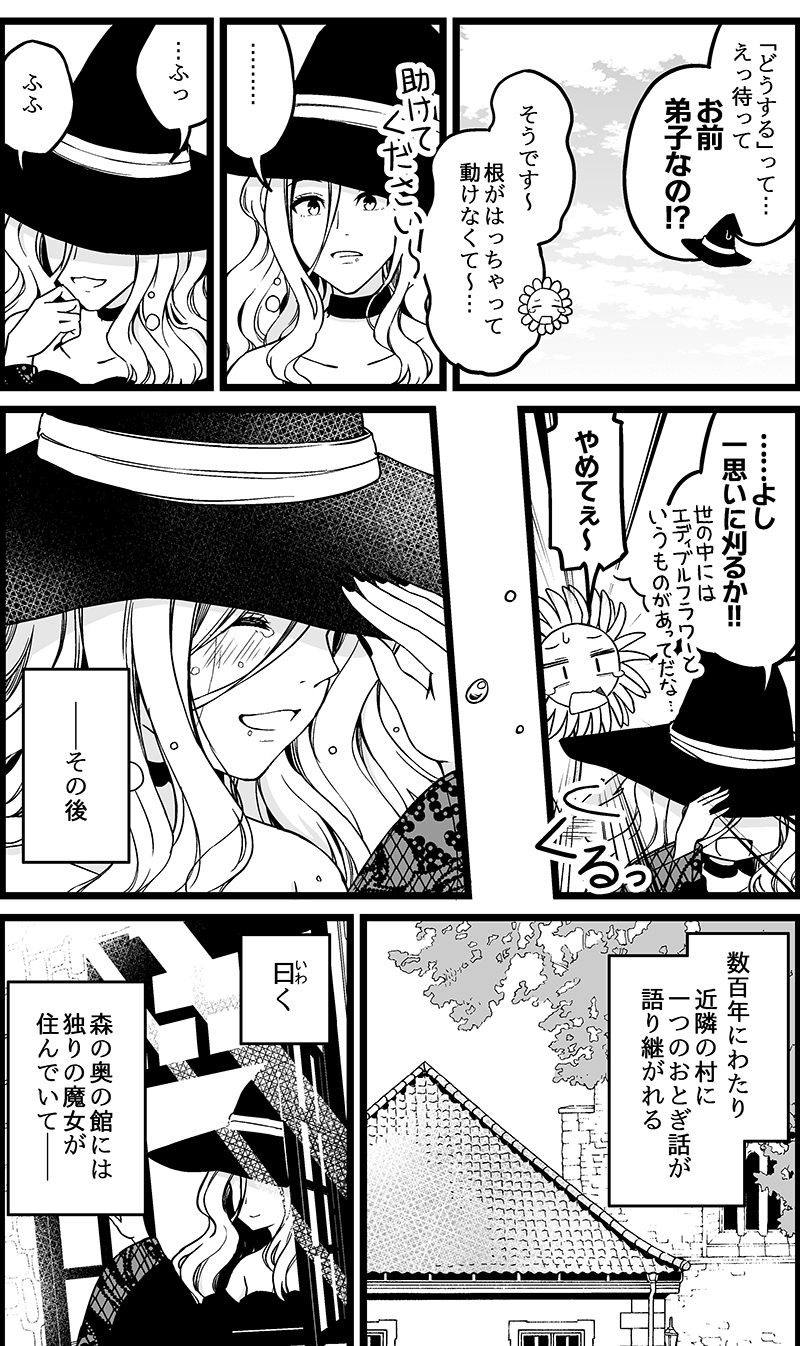 「どうする」って…
えっ待って
お前
弟子なの!?
そうです～
根がはっちゃって
動けなくて～…
助けて
ください～
………
…ふっ
ふふ
……よし
一思いに刈るか!!
世の中には
エディブルフラワーと
いうものがあってだな…
やめてぇ～
くるっ
――その後
数百年にわたり
近隣の村に
一つのおとぎ話が
語り継がれる
曰く
いわ
森の奥の館には
独りの魔女が
住んでいて――